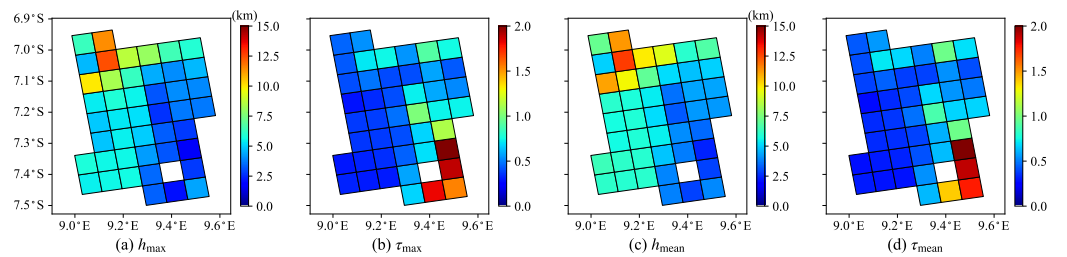 (km) (km)
6.9°S 15.0 2.0 15.0 2.0
7.0°S 12.5 12.5
7.1°S 10.0 1.5 10.0 1.5
7.2°S 7.5 1.0 7.5 1.0
7.3°S 5.0 5.0
7.4°S 2.5 0.5 2.5 0.5
7.5°S 0.0 0.0 0.0 0.0
9.0°E 9.2°E 9.4°E 9.6°E 9.0°E 9.2°E 9.4°E 9.6°E 9.0°E 9.2°E 9.4°E 9.6°E 9.0°E 9.2°E 9.4°E 9.6°E
(a) hmax (b) τmax (c) hmean (d) τmean